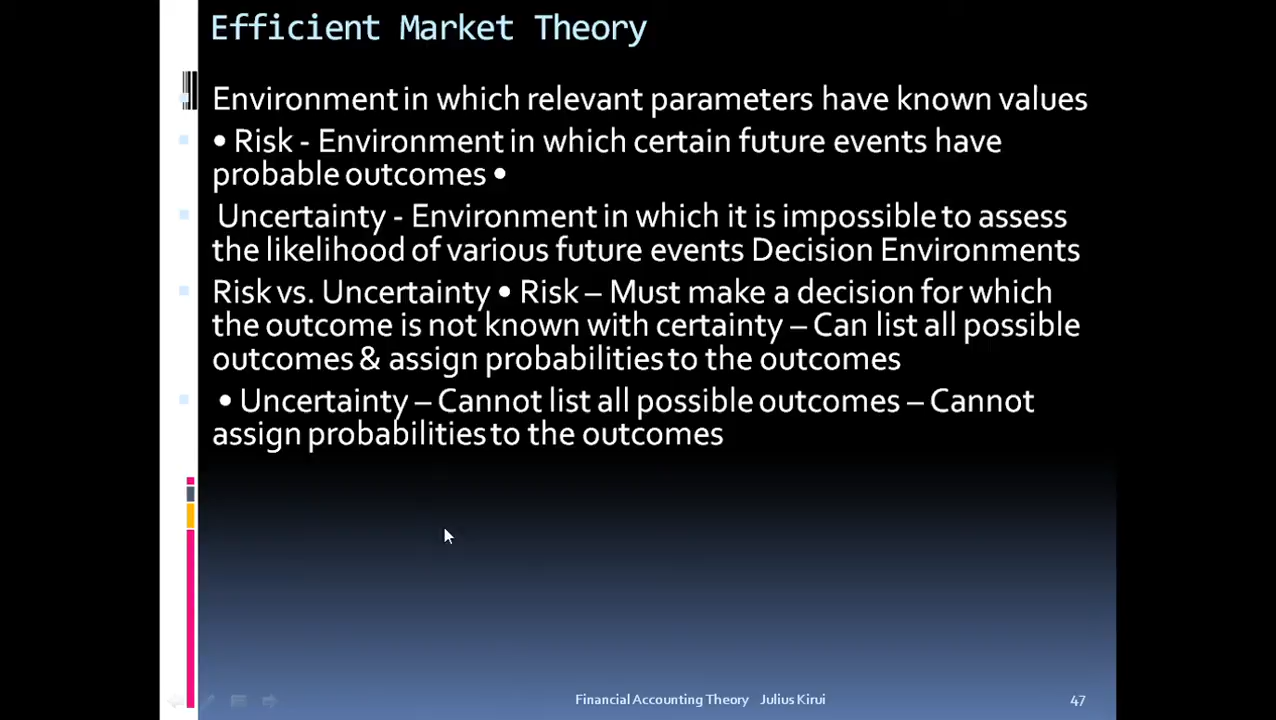 Efficient Market Theory
Environment in which relevant parameters have known values
• Risk - Environment in which certain future events have
probable outcomes •
Uncertainty - Environment in which it is impossible to assess
the likelihood of various future events Decision Environments
Risk vs. Uncertainty • Risk – Must make a decision for which
the outcome is not known with certainty – Can list all possible
outcomes & assign probabilities to the outcomes
• Uncertainty – Cannot list all possible outcomes – Cannot
assign probabilities to the outcomes
Financial Accounting Theory Julius Kirui
47